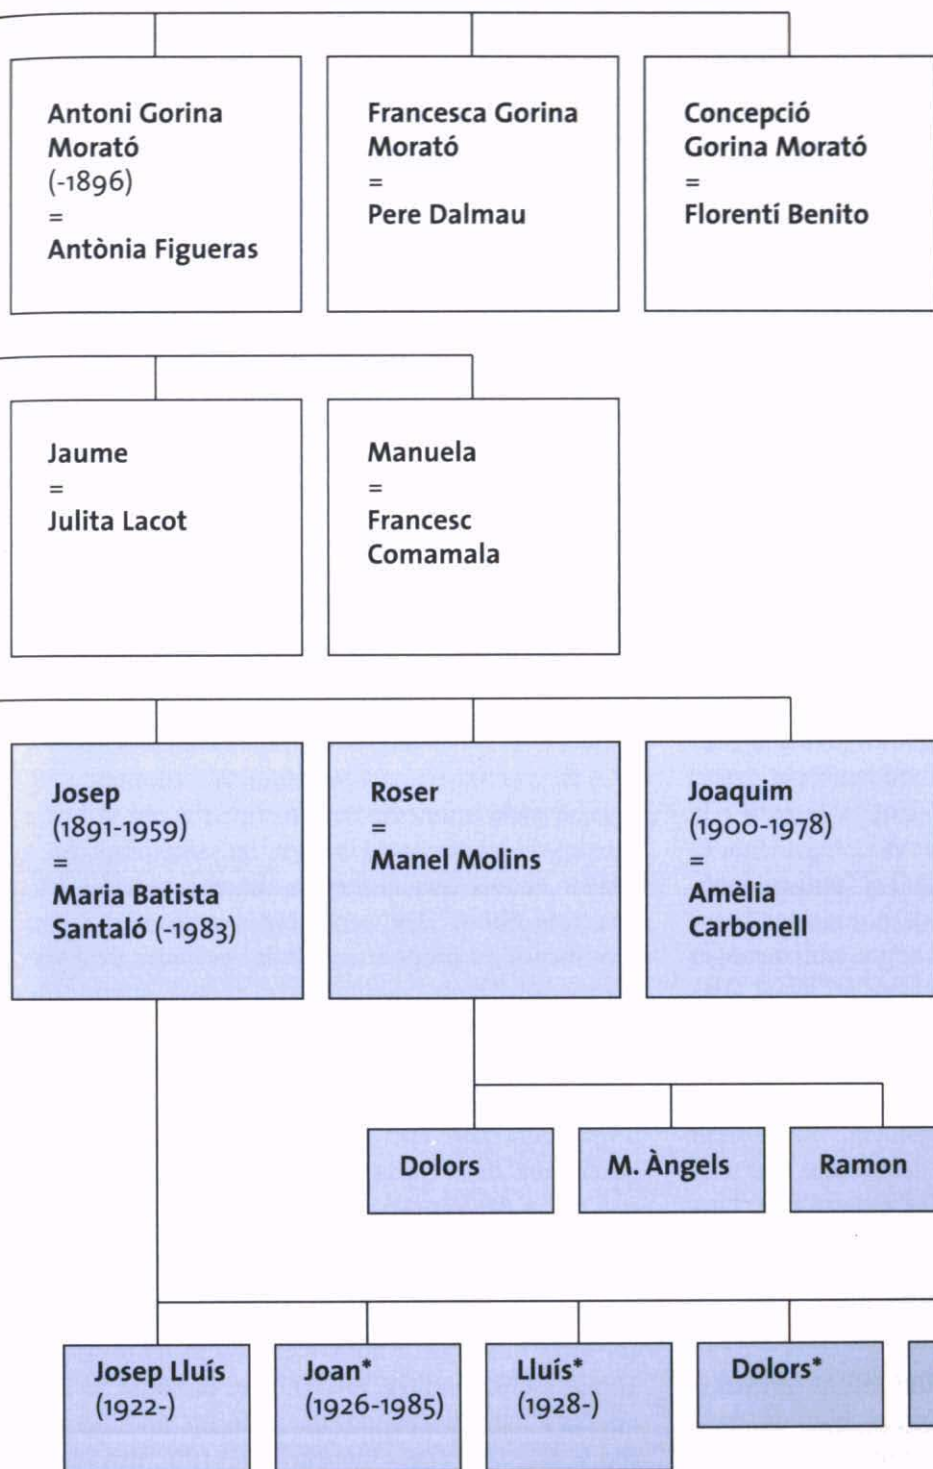 Antoni Gorina
Morató
(-1896)
=
Antònia Figueras
Francesca Gorina
Morató
=
Pere Dalmau
Concepció
Gorina Morató
=
Florentí Benito
Jaume
=
Julita Lacot
Manuela
=
Francesc
Comamala
Josep
(1891-1959)
=
Maria Batista
Santaló (-1983)
Roser
=
Manel Molins
Joaquim
(1900-1978)
=
Amèlia
Carbonell
Dolors
M. Àngels
Ramon
Josep Lluís
(1922-)
Joan*
(1926-1985)
Lluís*
(1928-)
Dolors*